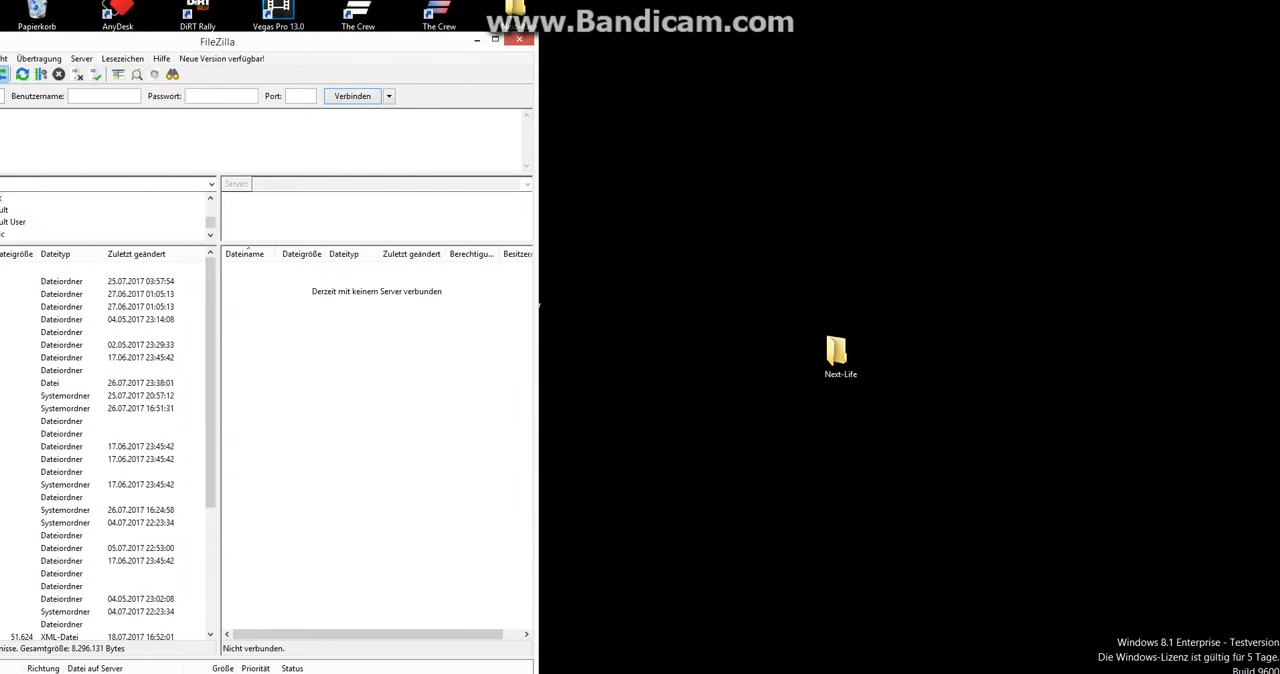 www.Bandicam.com
Papierkorb
AnyDesk
DiRT Rally
Vegas Pro 13.0
The Crew
The Crew
FileZilla
ht Übertragung Server Lesezeichen Hilfe Neue Version verfügbar!
Benutzername: Passwort: Port: Verbinden
Server:
ult
ult User
ic
ateigröße Dateityp Zuletzt geändert
Dateiordner 25.07.2017 03:57:54
Dateiordner 27.06.2017 01:05:13
Dateiordner 27.06.2017 01:05:13
Dateiordner 04.05.2017 23:14:08
Dateiordner
Dateiordner 02.05.2017 23:29:33
Dateiordner 17.06.2017 23:45:42
Dateiordner
Datei 26.07.2017 23:38:01
Systemordner 25.07.2017 20:57:12
Systemordner 26.07.2017 16:51:31
Dateiordner
Dateiordner
Dateiordner 17.06.2017 23:45:42
Dateiordner 17.06.2017 23:45:42
Dateiordner
Systemordner 17.06.2017 23:45:42
Dateiordner
Systemordner 26.07.2017 16:24:58
Systemordner 04.07.2017 22:23:34
Dateiordner
Dateiordner 05.07.2017 22:53:00
Dateiordner 17.06.2017 23:45:42
Dateiordner
Dateiordner
Dateiordner 04.05.2017 23:02:08
Systemordner 04.07.2017 22:23:34
Dateiordner
51.624 XML-Datei 18.07.2017 16:52:01
nisse. Gesamtgröße: 8.296.131 Bytes
Dateiname Dateigröße Dateityp Zuletzt geändert Berechtigu... Besitzer/
Derzeit mit keinem Server verbunden
Nicht verbunden.
Richtung Datei auf Server Größe Priorität Status
Next-Life
Windows 8.1 Enterprise - Testversion
Die Windows-Lizenz ist gültig für 5 Tage.
Build 9600